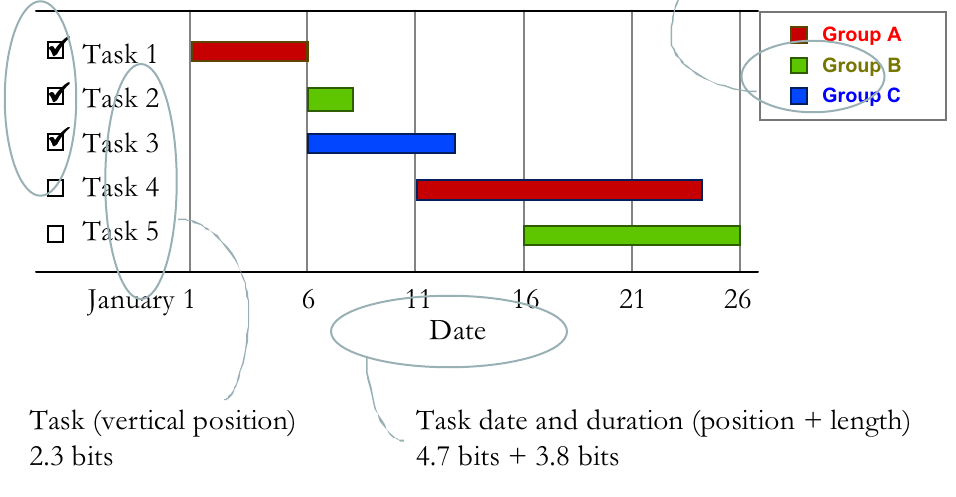 Task 1
Task 2
Task 3
Task 4
Task 5
Group A
Group B
Group C
January 1 6 11 16 21 26
Date
Task (vertical position)
2.3 bits
Task date and duration (position + length)
4.7 bits + 3.8 bits